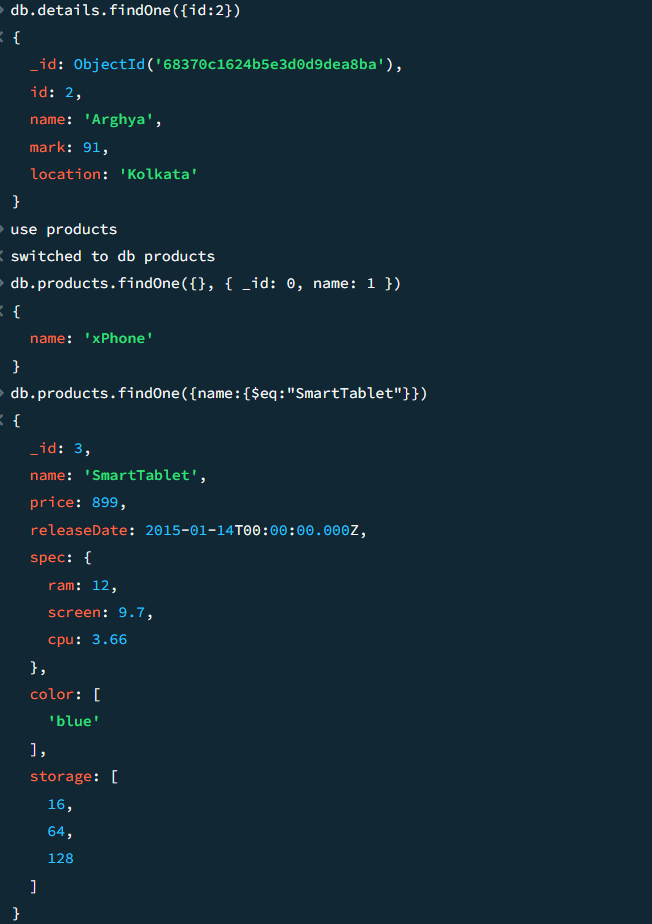 db.details.findOne({id:2})
{
_id: ObjectId('68370c1624b5e3d0d9dea8ba'),
id: 2,
name: 'Arghya',
mark: 91,
location: 'Kolkata'
}
use products
switched to db products
db.products.findOne({}, { _id: 0, name: 1 })
{
name: 'xPhone'
}
db.products.findOne({name:{$eq:"SmartTablet"}})
{
_id: 3,
name: 'SmartTablet',
price: 899,
releaseDate: 2015-01-14T00:00:00.000Z,
spec: {
ram: 12,
screen: 9.7,
cpu: 3.66
},
color: [
'blue'
],
storage: [
16,
64,
128
]
}